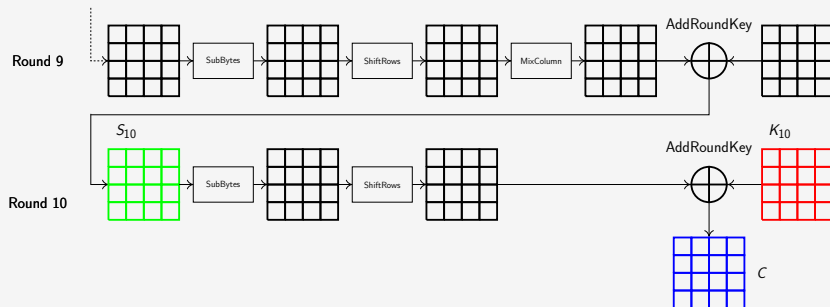 AddRoundKey
Round 9
SubBytes
ShiftRows
MixColumn
S10
K10
AddRoundKey
SubBytes
ShiftRows
Round 10
C